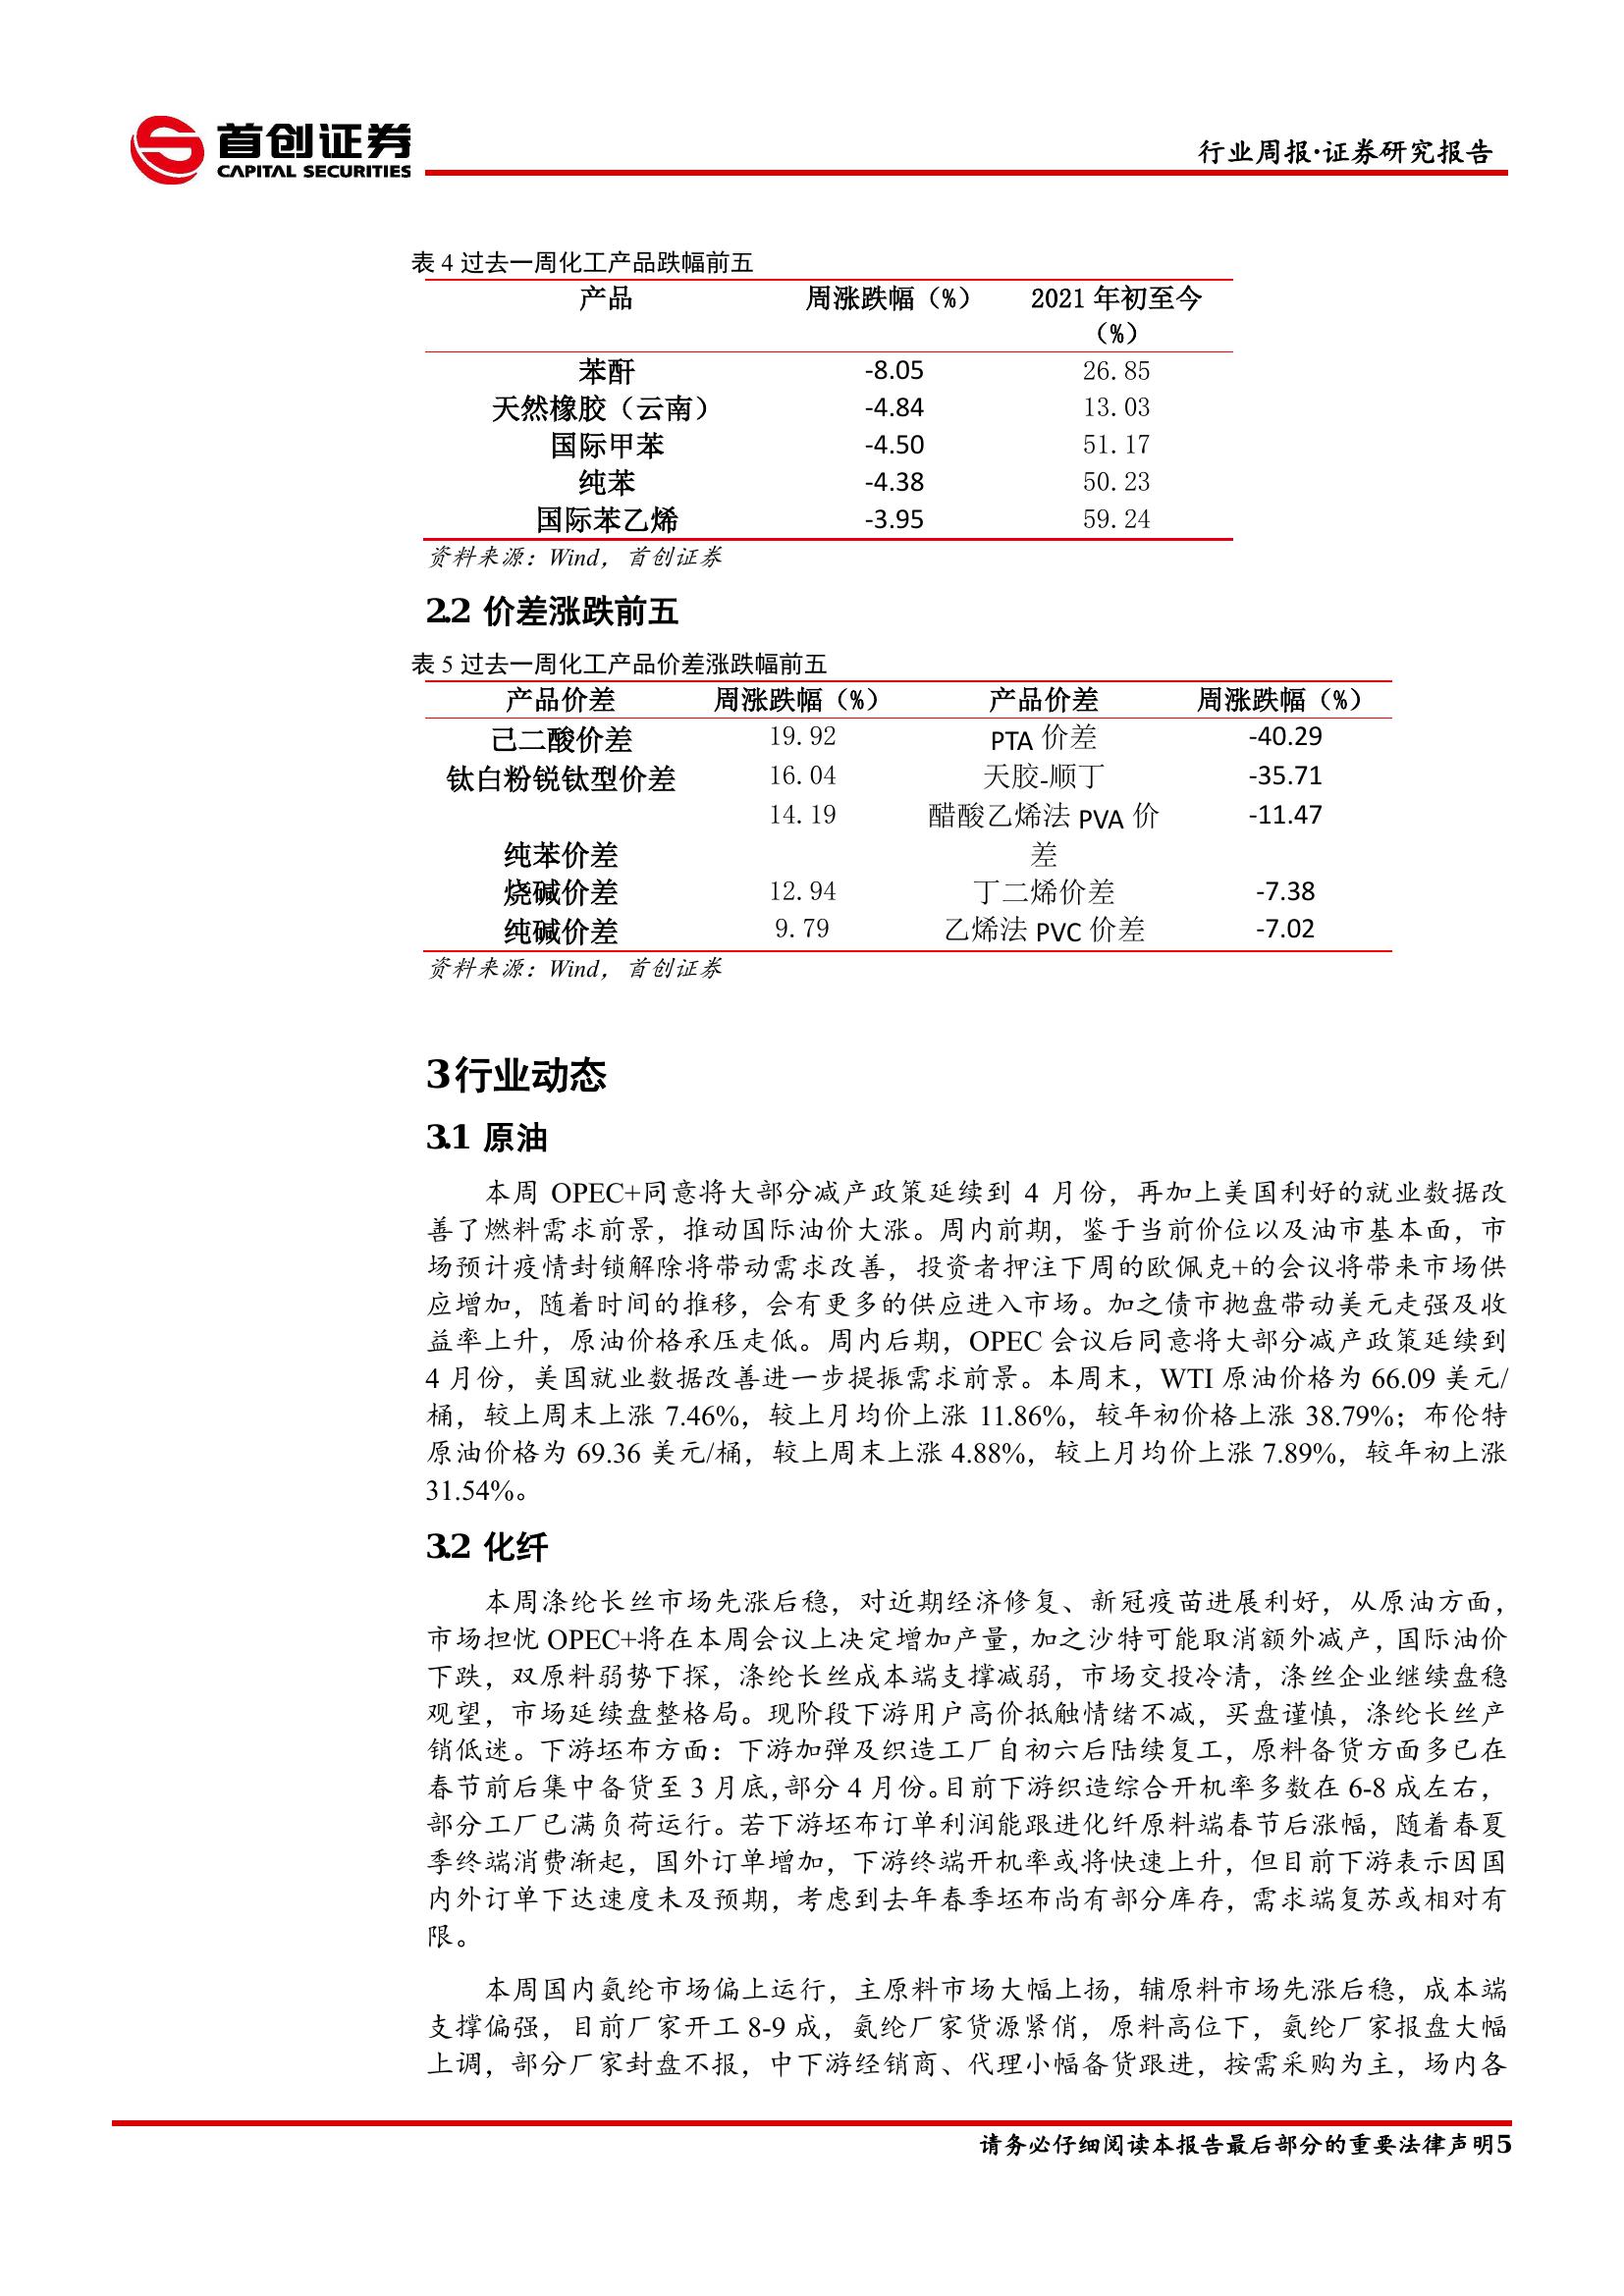 首创证券
CAPITAL SECURITIES
行业周报·证券研究报告
表 4 过去一周化工产品跌幅前五
产品 周涨跌幅（%） 2021 年初至今
（%）
苯酐 -8.05 26.85
天然橡胶（云南） -4.84 13.03
国际甲苯 -4.50 51.17
纯苯 -4.38 50.23
国际苯乙烯 -3.95 59.24
资料来源：Wind，首创证券
2.2 价差涨跌前五
表 5 过去一周化工产品价差涨跌幅前五
产品价差 周涨跌幅（%） 产品价差 周涨跌幅（%）
己二酸价差 19.92 PTA 价差 -40.29
钛白粉锐钛型价差 16.04 天胶-顺丁 -35.71
14.19 醋酸乙烯法 PVA 价 -11.47
纯苯价差 差
烧碱价差 12.94 丁二烯价差 -7.38
纯碱价差 9.79 乙烯法 PVC 价差 -7.02
资料来源：Wind，首创证券
3 行业动态
3.1 原油
本周 OPEC+同意将大部分减产政策延续到 4 月份，再加上美国利好的就业数据改
善了燃料需求前景，推动国际油价大涨。周内前期，鉴于当前价位以及油市基本面，市
场预计疫情封锁解除将带动需求改善，投资者押注下周的欧佩克+的会议将带来市场供
应增加，随着时间的推移，会有更多的供应进入市场。加之债市抛盘带动美元走强及收
益率上升，原油价格承压走低。周内后期，OPEC 会议后同意将大部分减产政策延续到
4 月份，美国就业数据改善进一步提振需求前景。本周末，WTI 原油价格为 66.09 美元/
桶，较上周末上涨 7.46%，较上月均价上涨 11.86%，较年初价格上涨 38.79%；布伦特
原油价格为 69.36 美元/桶，较上周末上涨 4.88%，较上月均价上涨 7.89%，较年初上涨
31.54%。
3.2 化纤
本周涤纶长丝市场先涨后稳，对近期经济修复、新冠疫苗进展利好，从原油方面，
市场担忧 OPEC+将在本周会议上决定增加产量，加之沙特可能取消额外减产，国际油价
下跌，双原料弱势下探，涤纶长丝成本端支撑减弱，市场交投冷清，涤丝企业继续盘稳
观望，市场延续盘整格局。现阶段下游用户高价抵触情绪不减，买盘谨慎，涤纶长丝产
销低迷。下游坯布方面：下游加弹及织造工厂自初六后陆续复工，原料备货方面多已在
春节前后集中备货至 3 月底，部分 4 月份。目前下游织造综合开机率多数在 6-8 成左右，
部分工厂已满负荷运行。若下游坯布订单利润能跟进化纤原料端春节后涨幅，随着春夏
季终端消费渐起，国外订单增加，下游终端开机率或将快速上升，但目前下游表示因国
内外订单下达速度未及预期，考虑到去年春季坯布尚有部分库存，需求端复苏或相对有
限。
本周国内氨纶市场偏上运行，主原料市场大幅上扬，辅原料市场先涨后稳，成本端
支撑偏强，目前厂家开工 8-9 成，氨纶厂家货源紧俏，原料高位下，氨纶厂家报盘大幅
上调，部分厂家封盘不报，中下游经销商、代理小幅备货跟进，按需采购为主，场内各
请务必仔细阅读本报告最后部分的重要法律声明5